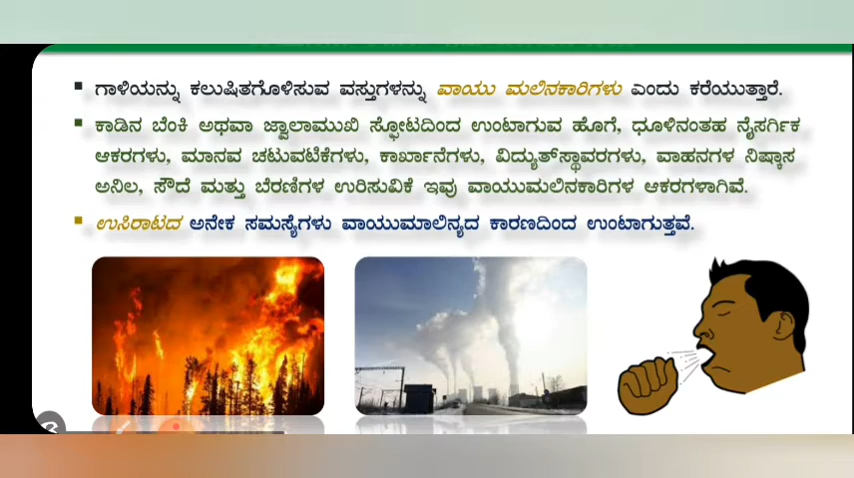 ಗಾಳಿಯನ್ನು ಕಲುಷಿತಗೊಳಿಸುವ ವಸ್ತುಗಳನ್ನು ವಾಯು ಮಲಿನಕಾರಿಗಳು ಎಂದು ಕರೆಯುತ್ತಾರೆ.
ಕಾಡಿನ ಬೆಂಕಿ ಅಥವಾ ಜ್ವಾಲಾಮುಖಿ ಸ್ಫೋಟದಿಂದ ಉಂಟಾಗುವ ಹೊಗೆ, ಧೂಳಿನಂತಹ ನೈಸರ್ಗಿಕ
ಆಕರಗಳು, ಮಾನವ ಚಟುವಟಿಕೆಗಳು, ಕಾರ್ಖಾನೆಗಳು, ವಿದ್ಯುತ್‌ಸ್ಥಾವರಗಳು, ವಾಹನಗಳ ನಿಷ್ಕಾಸ
ಅನಿಲ, ಸೌದೆ ಮತ್ತು ಬೆರಣಿಗಳ ಉರಿಸುವಿಕೆ ಇವು ವಾಯುಮಲಿನಕಾರಿಗಳ ಆಕರಗಳಾಗಿವೆ.
ಉಸಿರಾಟದ ಅನೇಕ ಸಮಸ್ಯೆಗಳು ವಾಯುಮಾಲಿನ್ಯದ ಕಾರಣದಿಂದ ಉಂಟಾಗುತ್ತವೆ.